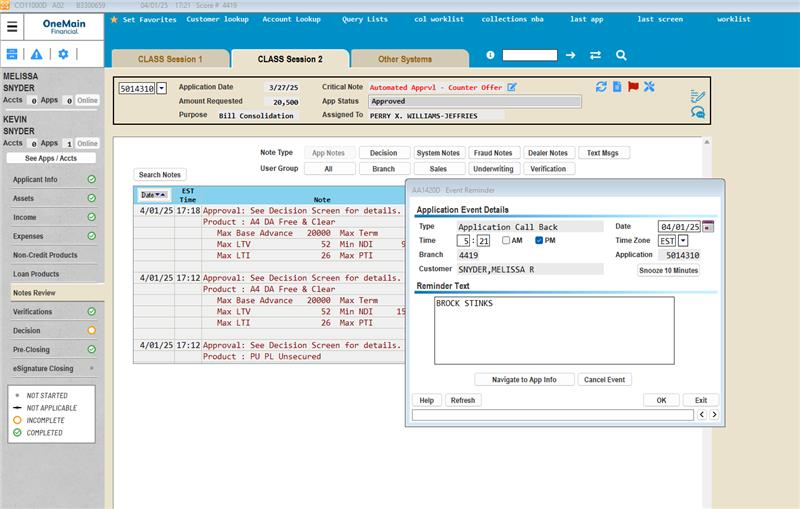 CO11000D A02 B3300659 04/01/25 17:21 Score # 4419
OneMain
Financial.
Set Favorites Customer lookup Account Lookup Query Lists col worklist collections nba last app last screen worklist
CLASS Session 1 CLASS Session 2 Other Systems
MELISSA
SNYDER
Accts 0 Apps 0 Online
KEVIN
SNYDER
Accts 0 Apps 1 Online
See Apps / Accts
Applicant Info
Assets
Income
Expenses
Non-Credit Products
Loan Products
Notes Review
Verifications
Decision
Pre-Closing
eSignature Closing
NOT STARTED
NOT APPLICABLE
INCOMPLETE
COMPLETED
5014310 Application Date 3/27/25 Critical Note Automated Apprvl - Counter Offer
Amount Requested 20,500 App Status Approved
Purpose Bill Consolidation Assigned To PERRY X. WILLIAMS-JEFFRIES
Note Type App Notes Decision System Notes Fraud Notes Dealer Notes Text Msgs
User Group All Branch Sales Underwriting Verification
Search Notes
Date EST Time Note
4/01/25 17:18 Approval: See Decision Screen for details.
Product : A4 DA Free & Clear
Max Base Advance 20000 Max Term
Max LTV 52 Min NDI 9
Max LTI 26 Max PTI
4/01/25 17:12 Approval: See Decision Screen for details.
Product : A4 DA Free & Clear
Max Base Advance 20000 Max Term
Max LTV 52 Min NDI 15
Max LTI 26 Max PTI
4/01/25 17:12 Approval: See Decision Screen for details.
Product : PU PL Unsecured
AA1420D Event Reminder
Application Event Details
Type Application Call Back Date 04/01/25
Time 5 : 21 AM PM Time Zone EST
Branch 4419 Application 5014310
Customer SNYDER,MELISSA R Snooze 10 Minutes
Reminder Text
BROCK STINKS
Navigate to App Info Cancel Event
Help Refresh OK Exit